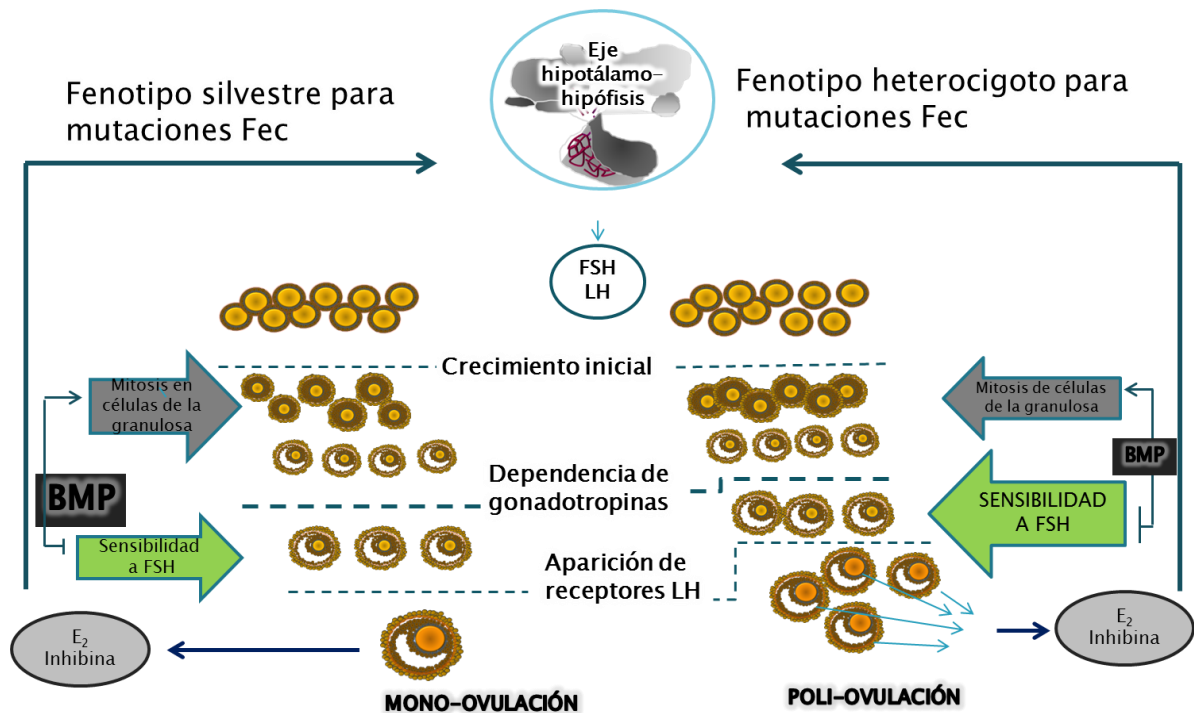 Eje
hipotálamo-
hipófisis
Fenotipo silvestre para
mutaciones Fec
Fenotipo heterocigoto para
mutaciones Fec
FSH
LH
Crecimiento inicial
Mitosis en
células de la
granulosa
Mitosis de células
de la granulosa
BMP
BMP
Dependencia de
gonadotropinas
SENSIBILIDAD
A FSH
Sensibilidad
a FSH
Aparición de
receptores LH
E2
Inhibina
E2
Inhibina
MONO-OVULACIÓN
POLI-OVULACIÓN